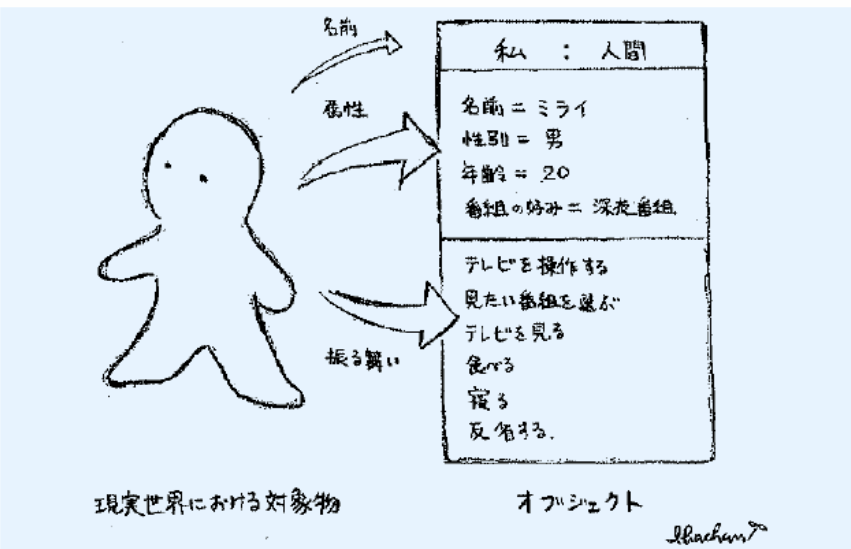 名前
属性
振る舞い
私 : 人間
名前 = ミライ
性別 = 男
年齢 = 20
番組の好み = 深夜番組
テレビを操作する
見たい番組を選ぶ
テレビを見る
食べる
寝る
反省する.
現実世界における対象物
オブジェクト